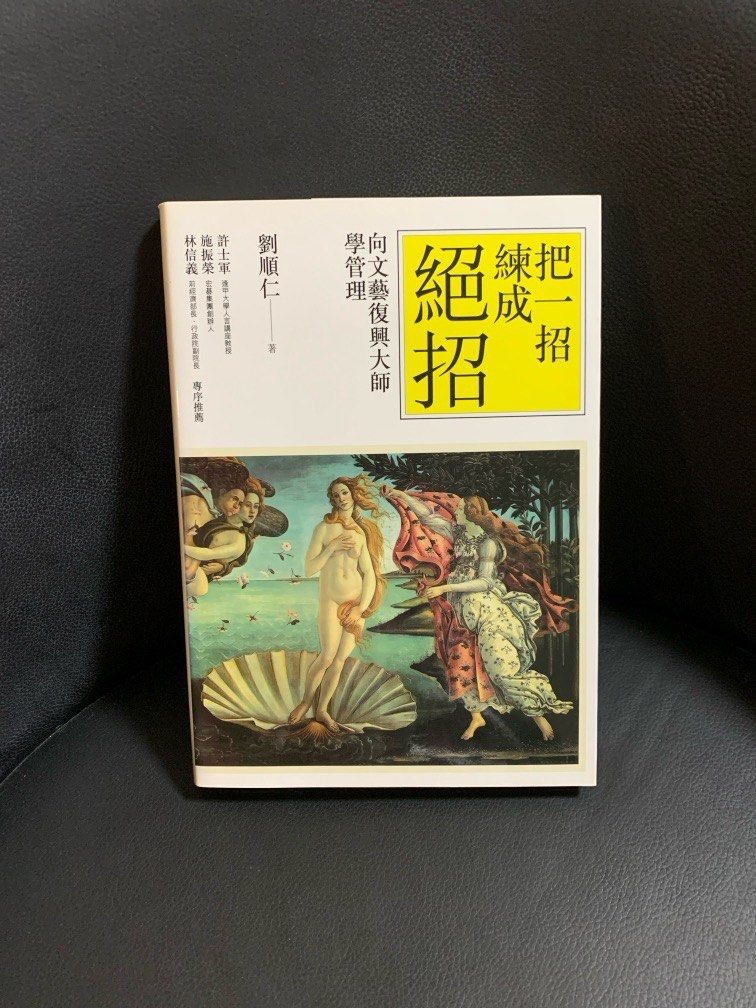 把一招
練成
絕招
向文藝復興大師
學管理
劉順仁——著
許士軍 逢甲大學人言講座教授
施振榮 宏碁集團創辦人
林信義 前經濟部長、行政院副院長
專序推薦